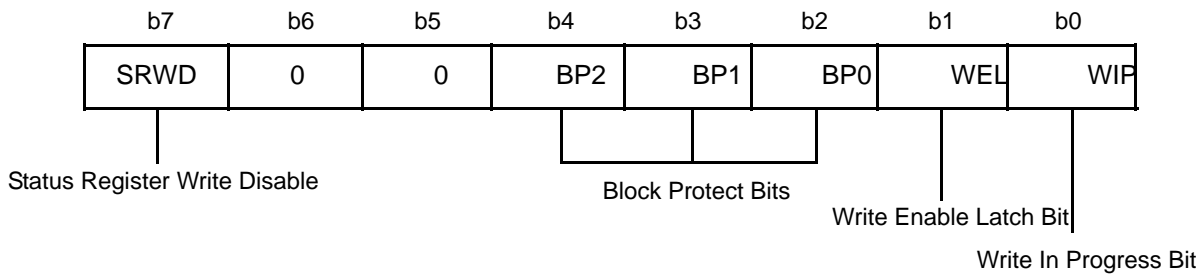 b7 b6 b5 b4 b3 b2 b1 b0
SRWD 0 0 BP2 BP1 BP0 WEL WIP
Status Register Write Disable
Block Protect Bits
Write Enable Latch Bit
Write In Progress Bit